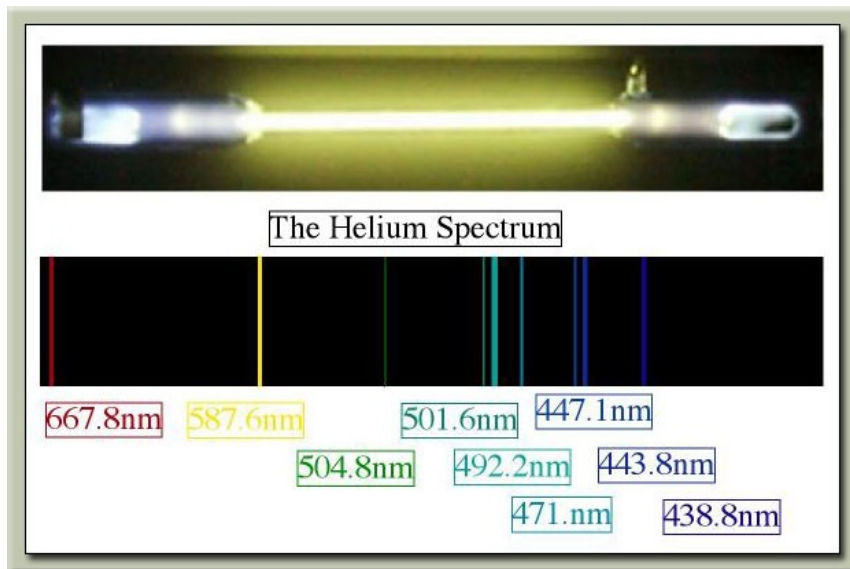 The Helium Spectrum
667.8nm
587.6nm
504.8nm
501.6nm
492.2nm
471.nm
447.1nm
443.8nm
438.8nm